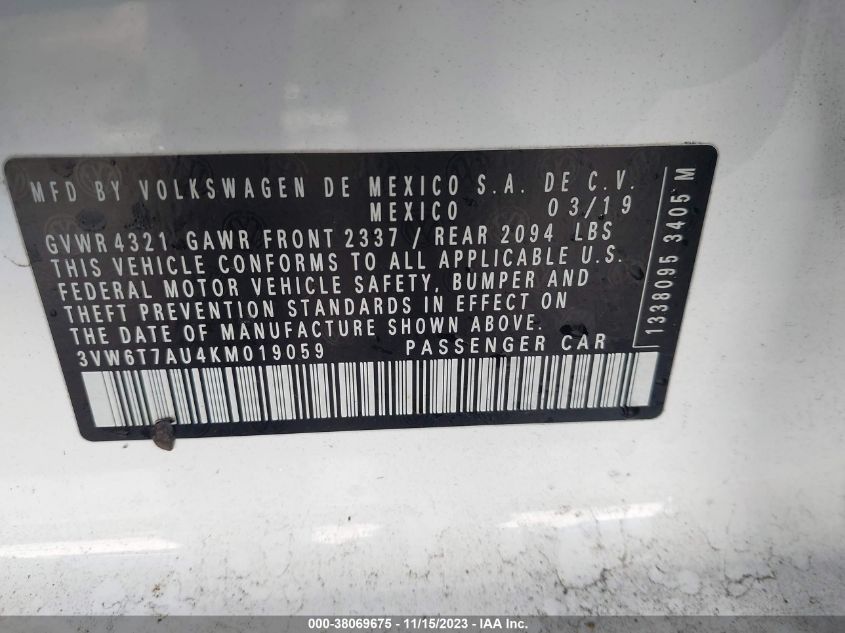 MFD BY VOLKSWAGEN DE MEXICO S.A. DE C.V.
MEXICO 03/19
GVWR 4321 GAWR FRONT 2337 / REAR 2094 LBS
THIS VEHICLE CONFORMS TO ALL APPLICABLE U.S.
FEDERAL MOTOR VEHICLE SAFETY, BUMPER AND
THEFT PREVENTION STANDARDS IN EFFECT ON
THE DATE OF MANUFACTURE SHOWN ABOVE.
3VW6T7AU4KM019059 PASSENGER CAR
1338095 3405 M
000-38069675 - 11/15/2023 - IAA Inc.